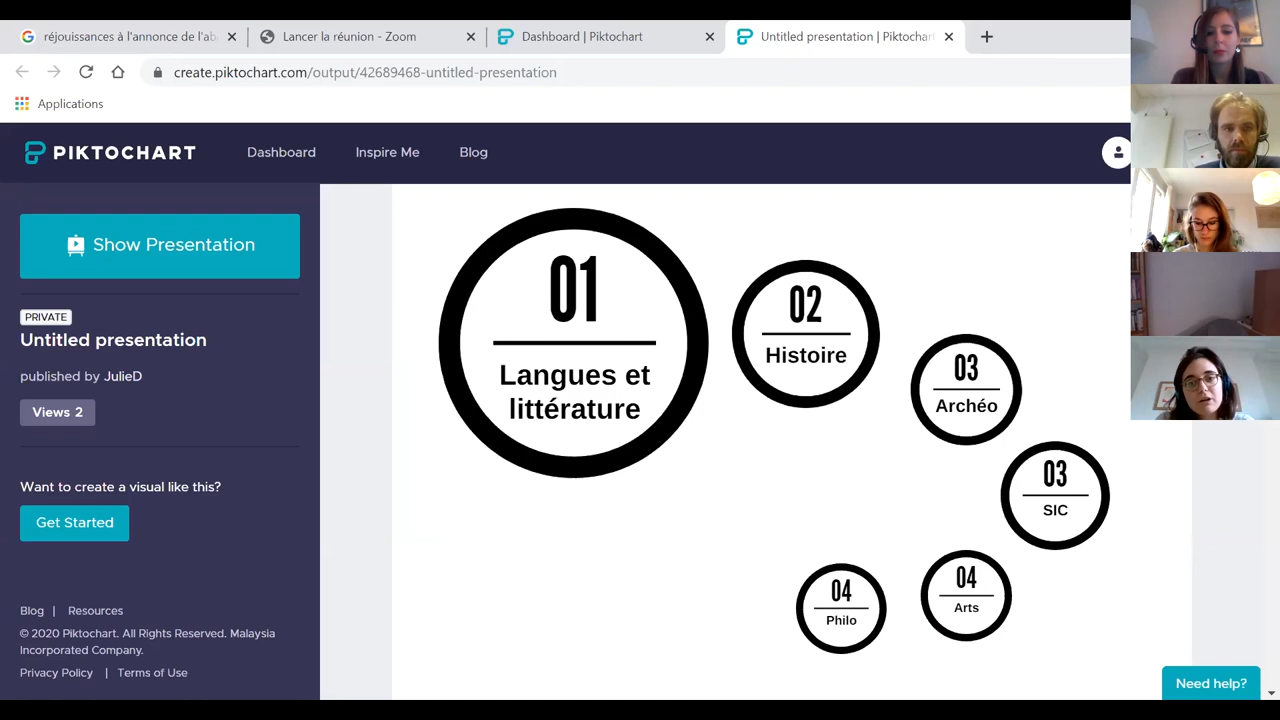 réjouissances à l'annonce de l'ab
Lancer la réunion - Zoom
Dashboard | Piktochart
Untitled presentation | Piktochart
create.piktochart.com/output/42689468-untitled-presentation
Applications
PIKTOCHART
Dashboard
Inspire Me
Blog
Show Presentation
PRIVATE
Untitled presentation
published by JulieD
Views 2
Want to create a visual like this?
Get Started
Blog |
Resources
© 2020 Piktochart. All Rights Reserved. Malaysia
Incorporated Company.
Privacy Policy |
Terms of Use
01
Langues et
littérature
02
Histoire
03
Archéo
03
SIC
04
Arts
04
Philo
Need help?